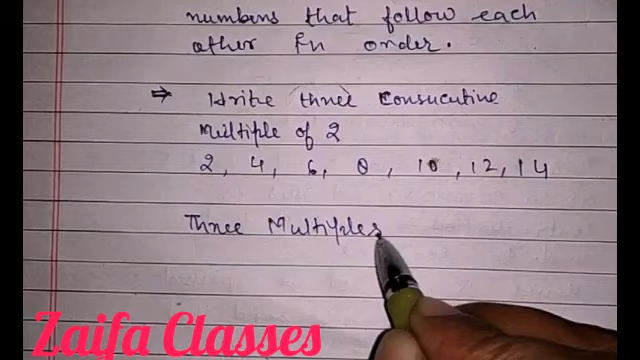 numbers that follow each
other in order.
⇒ Write three Consucutive
Multiple of 2
2, 4, 6, 8, 10, 12, 14
Three Multiples
Zaifa Classes